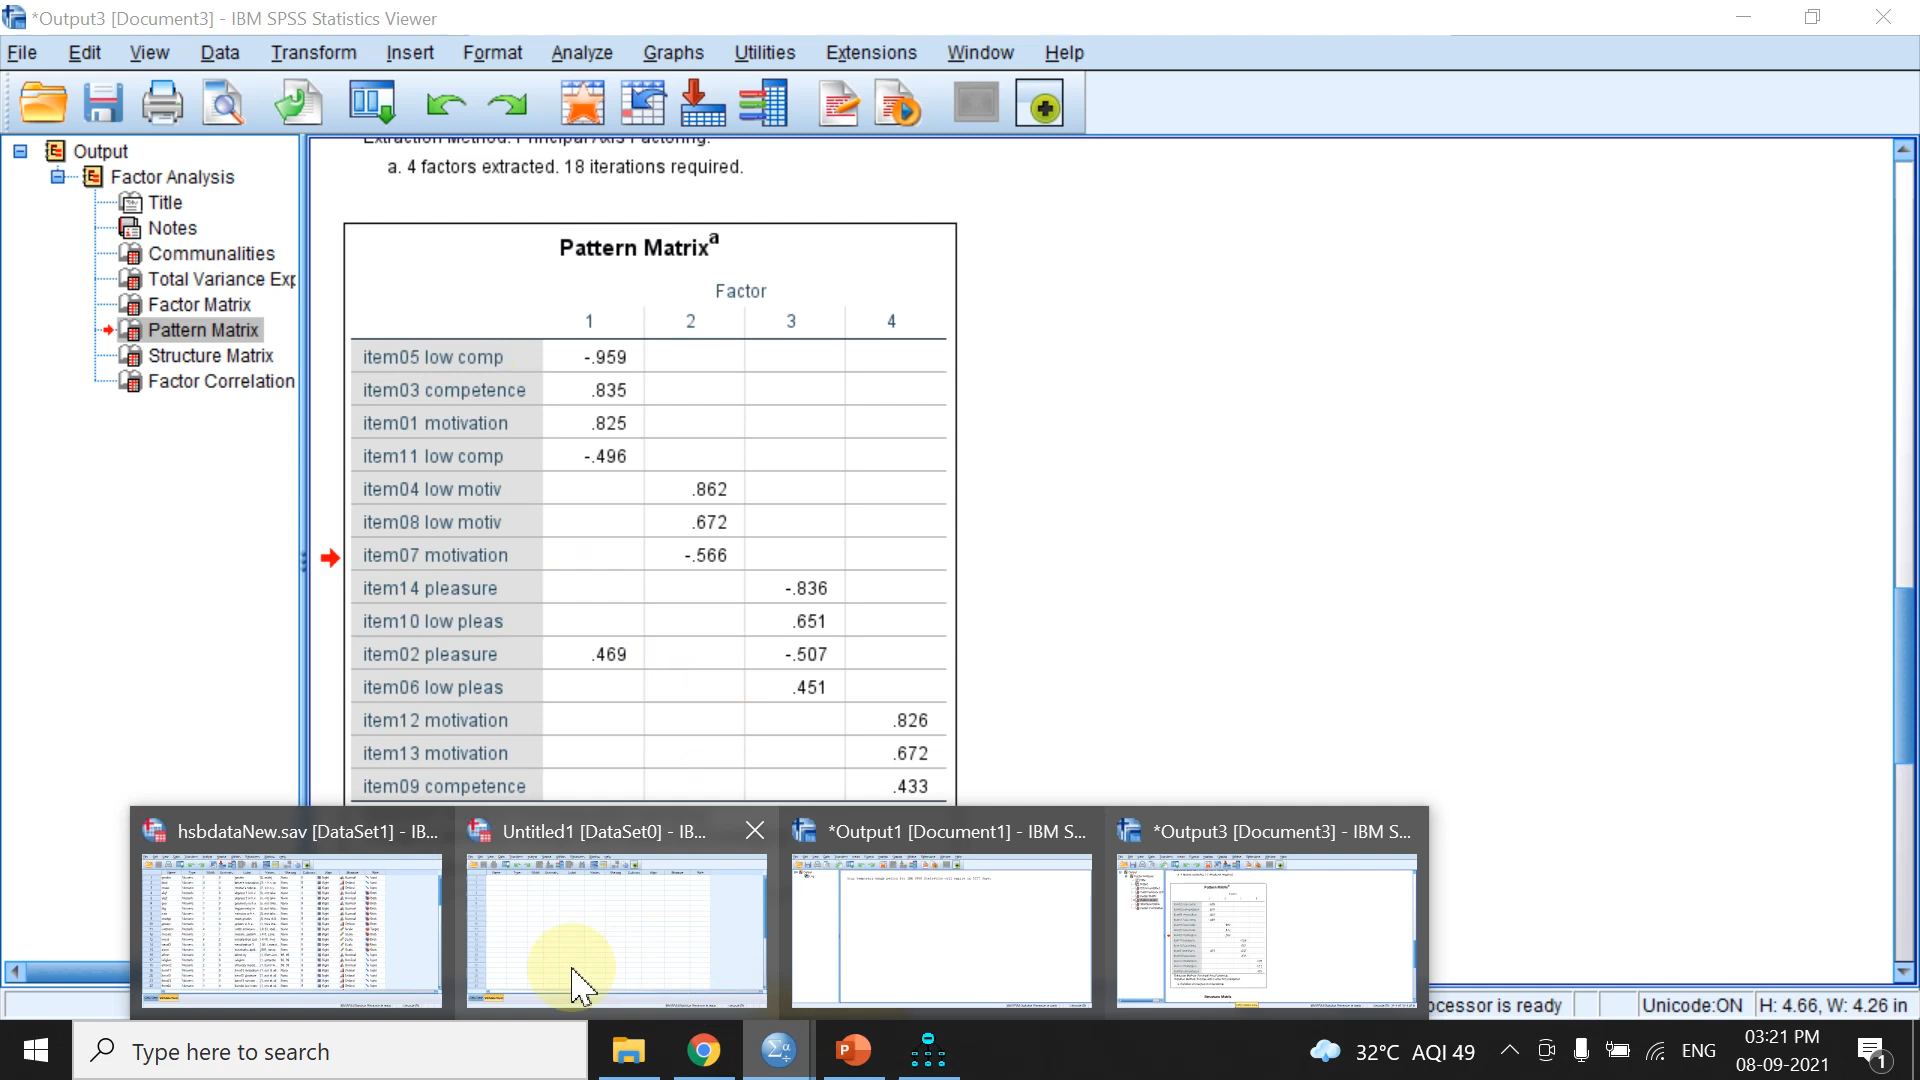 *Output3 [Document3] - IBM SPSS Statistics Viewer
File Edit View Data Transform Insert Format Analyze Graphs Utilities Extensions Window Help
Output
Factor Analysis
Title
Notes
Communalities
Total Variance Exp
Factor Matrix
Pattern Matrix
Structure Matrix
Factor Correlation
Extraction Method: Principal Axis Factoring.
a. 4 factors extracted. 18 iterations required.
Pattern Matrixa
Factor
1 2 3 4
item05 low comp -.959
item03 competence .835
item01 motivation .825
item11 low comp -.496
item04 low motiv .862
item08 low motiv .672
item07 motivation -.566
item14 pleasure -.836
item10 low pleas .651
item02 pleasure .469 -.507
item06 low pleas .451
item12 motivation .826
item13 motivation .672
item09 competence .433
hsbdataNew.sav [DataSet1] - IB...
Untitled1 [DataSet0] - IB...
*Output1 [Document1] - IBM S...
*Output3 [Document3] - IBM S...
ocessor is ready Unicode:ON H: 4.66, W: 4.26 in
Type here to search
32°C AQI 49
ENG
03:21 PM
08-09-2021
1